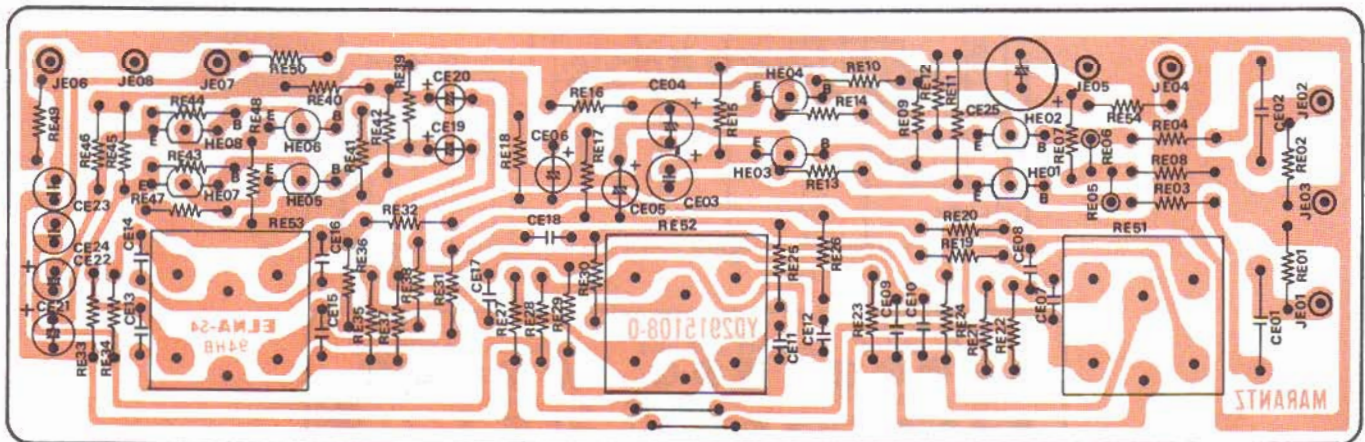 JE06
JE08
JE07
RE50
RE39
CE20
CE04
HE04
RE10
RE12
RE11
JE05
JE04
CE02
JE02
RE49
RE46
RE45
RE44
E
B
HE08
RE48
E
B
HE06
RE40
RE42
CE19
RE16
RE15
E
B
RE14
RE09
CE25
E
B
HE02
RE07
RE06
RE54
RE04
RE02
RE43
E
B
HE07
RE47
E
B
HE05
RE41
RE18
CE06
RE17
CE05
CE03
E
B
HE03
RE13
E
B
HE01
RE05
RE08
RE03
JE03
CE23
CE24
CE22
CE21
CE14
CE13
RE53
CE16
CE15
RE32
RE36
RE38
RE31
RE35
RE37
CE17
CE18
RE30
RE27
RE28
RE29
RE52
RE25
RE26
CE11
CE12
RE20
RE19
CE08
CE07
RE23
CE09
CE10
RE24
RE21
RE22
RE51
RE01
CE01
JE01
RE33
RE34
ELNA-S4
94HB
YD2915108-0
MARANTZ